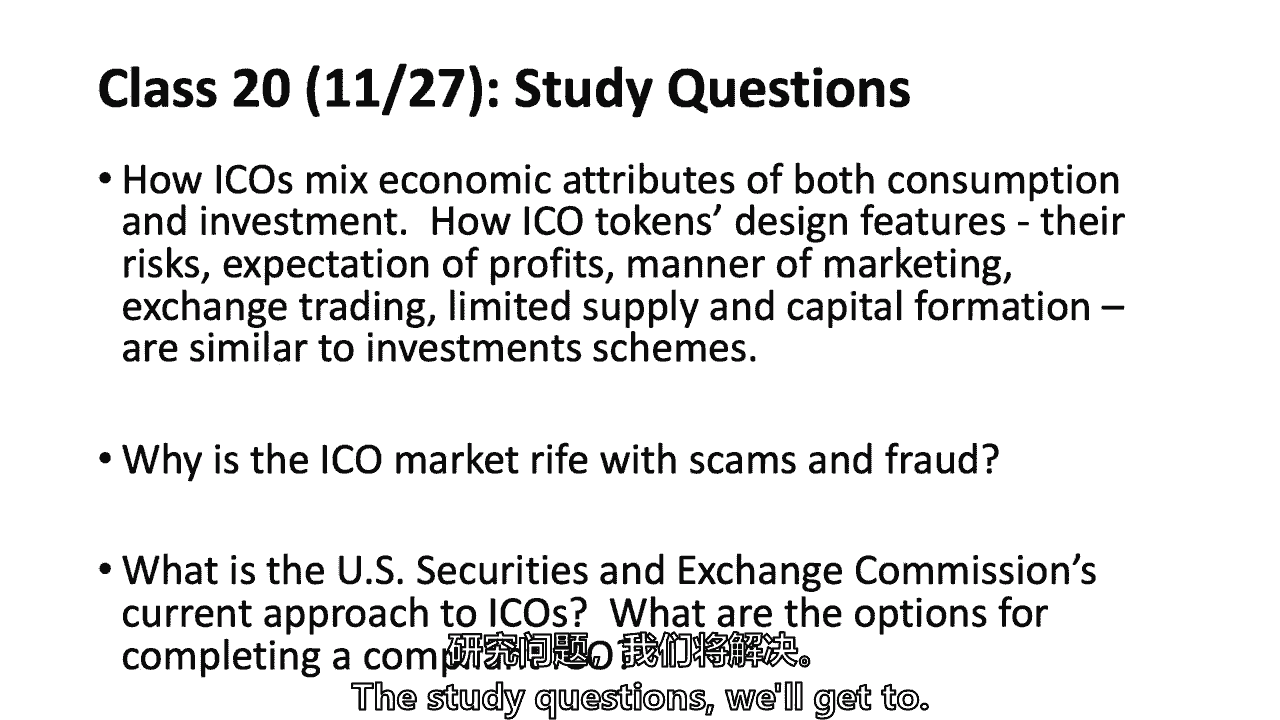 Class 20 (11/27): Study Questions
• How ICOs mix economic attributes of both consumption
and investment.  How ICO tokens’ design features - their
risks, expectation of profits, manner of marketing,
exchange trading, limited supply and capital formation –
are similar to investments schemes.
• Why is the ICO market rife with scams and fraud?
• What is the U.S. Securities and Exchange Commission’s
current approach to ICOs?  What are the options for
completing a
研究问题，我们将解决。
The study questions, we'll get to.